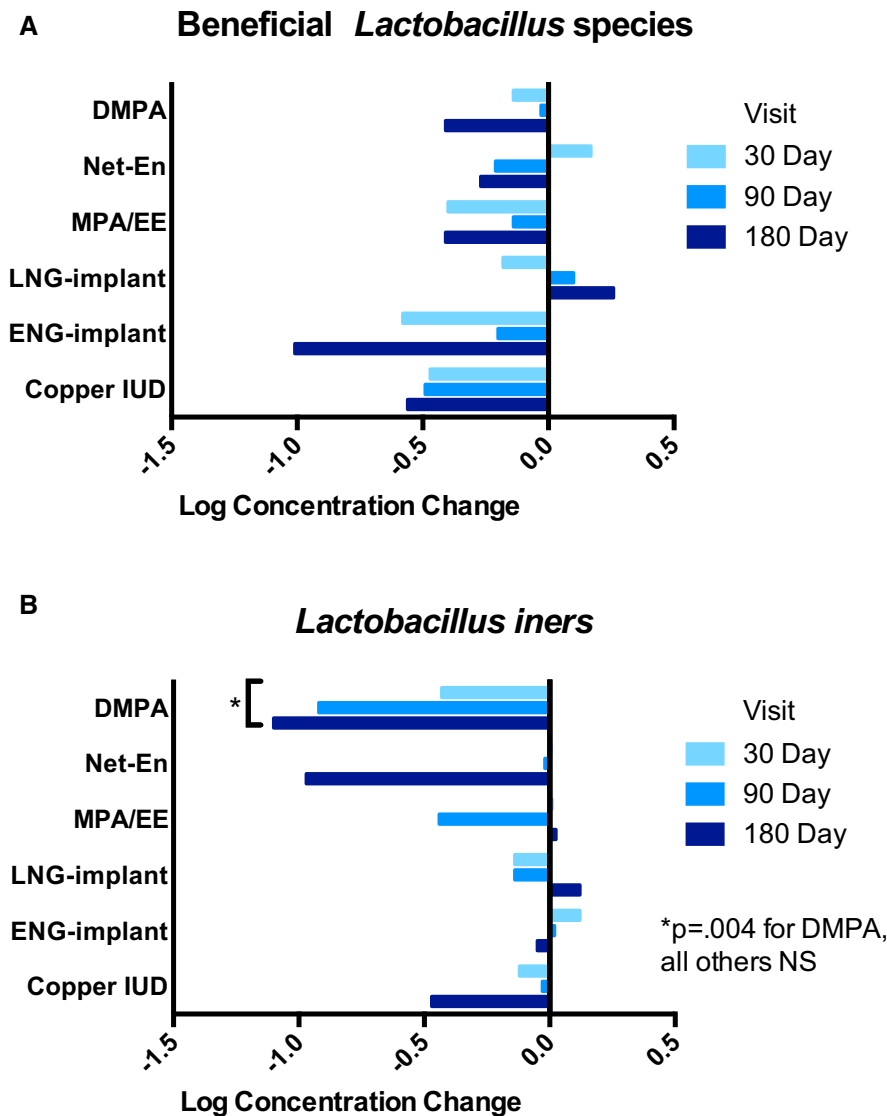 A
Beneficial Lactobacillus species
DMPA
Net-En
MPA/EE
LNG-implant
ENG-implant
Copper IUD
Visit
30 Day
90 Day
180 Day
-1.5
-1.0
-0.5
0.0
0.5
Log Concentration Change
B
Lactobacillus iners
*
DMPA
Net-En
MPA/EE
LNG-implant
ENG-implant
Copper IUD
Visit
30 Day
90 Day
180 Day
*p=.004 for DMPA,
all others NS
-1.5
-1.0
-0.5
0.0
0.5
Log Concentration Change